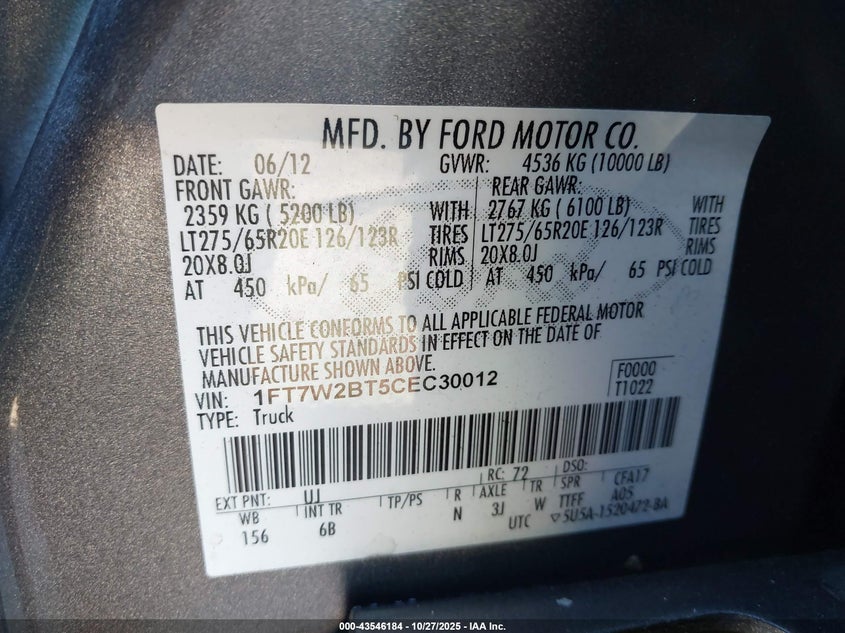 MFD. BY FORD MOTOR CO.
DATE: 06/12 GVWR: 4536 KG (10000 LB)
FRONT GAWR: REAR GAWR:
2359 KG ( 5200 LB) WITH 2767 KG ( 6100 LB) WITH
LT275/65R20E 126/123R TIRES LT275/65R20E 126/123R TIRES
20X8.0J RIMS 20X8.0J RIMS
AT 450 kPa/ 65 PSI COLD AT 450 kPa/ 65 PSI COLD
THIS VEHICLE CONFORMS TO ALL APPLICABLE FEDERAL MOTOR
VEHICLE SAFETY STANDARDS IN EFFECT ON THE DATE OF
MANUFACTURE SHOWN ABOVE.
VIN: 1FT7W2BT5CEC30012 F0000
TYPE: Truck T1022
RC: 72 DSO:
EXT PNT: UJ TP/PS R AXLE TR SPR CFA17
WB INT TR N 3J W TTFF A05
156 6B UTC ▽5U5A-1520472-BA
000-43546184 | 10/27/2025 | IAA Inc.